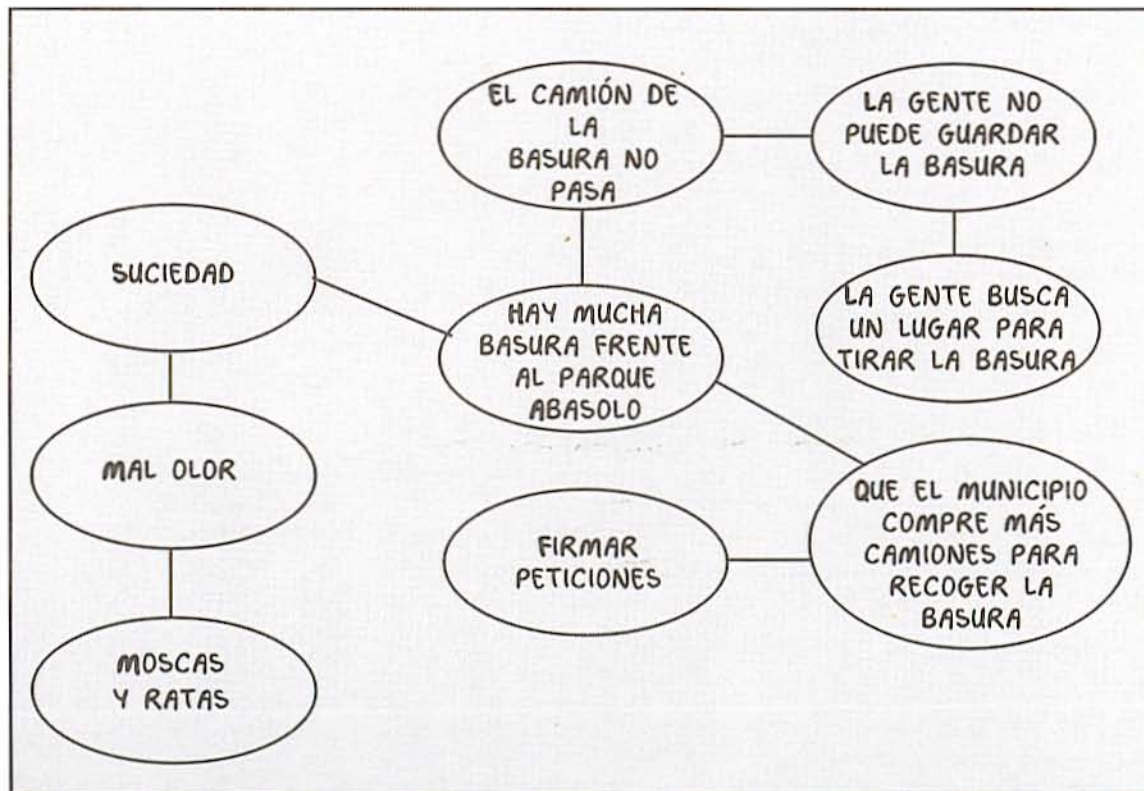 EL CAMIÓN DE
LA
BASURA NO
PASA
LA GENTE NO
PUEDE GUARDAR
LA BASURA
SUCIEDAD
HAY MUCHA
BASURA FRENTE
AL PARQUE
ABASOLO
LA GENTE BUSCA
UN LUGAR PARA
TIRAR LA BASURA
MAL OLOR
FIRMAR
PETICIONES
QUE EL MUNICIPIO
COMPRE MÁS
CAMIONES PARA
RECOGER LA
BASURA
MOSCAS
Y RATAS